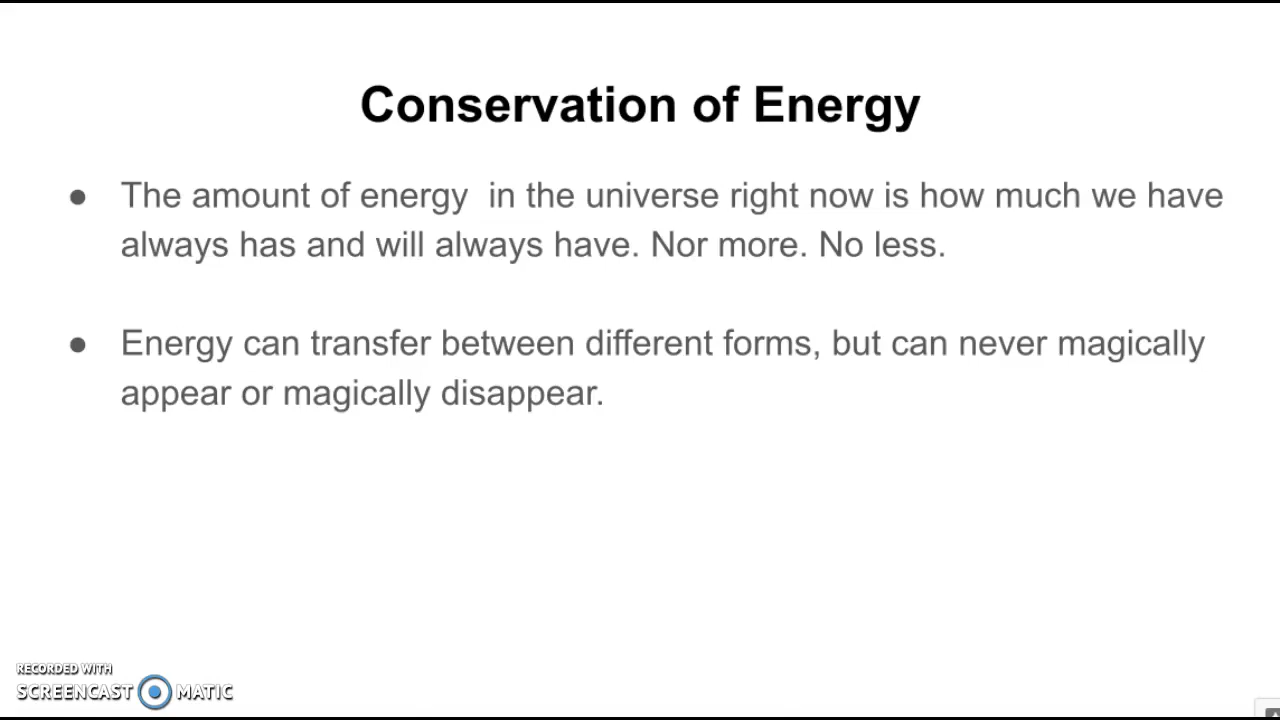 Conservation of Energy
● The amount of energy  in the universe right now is how much we have
always has and will always have. Nor more. No less.
● Energy can transfer between different forms, but can never magically
appear or magically disappear.
RECORDED WITH
SCREENCAST MATIC